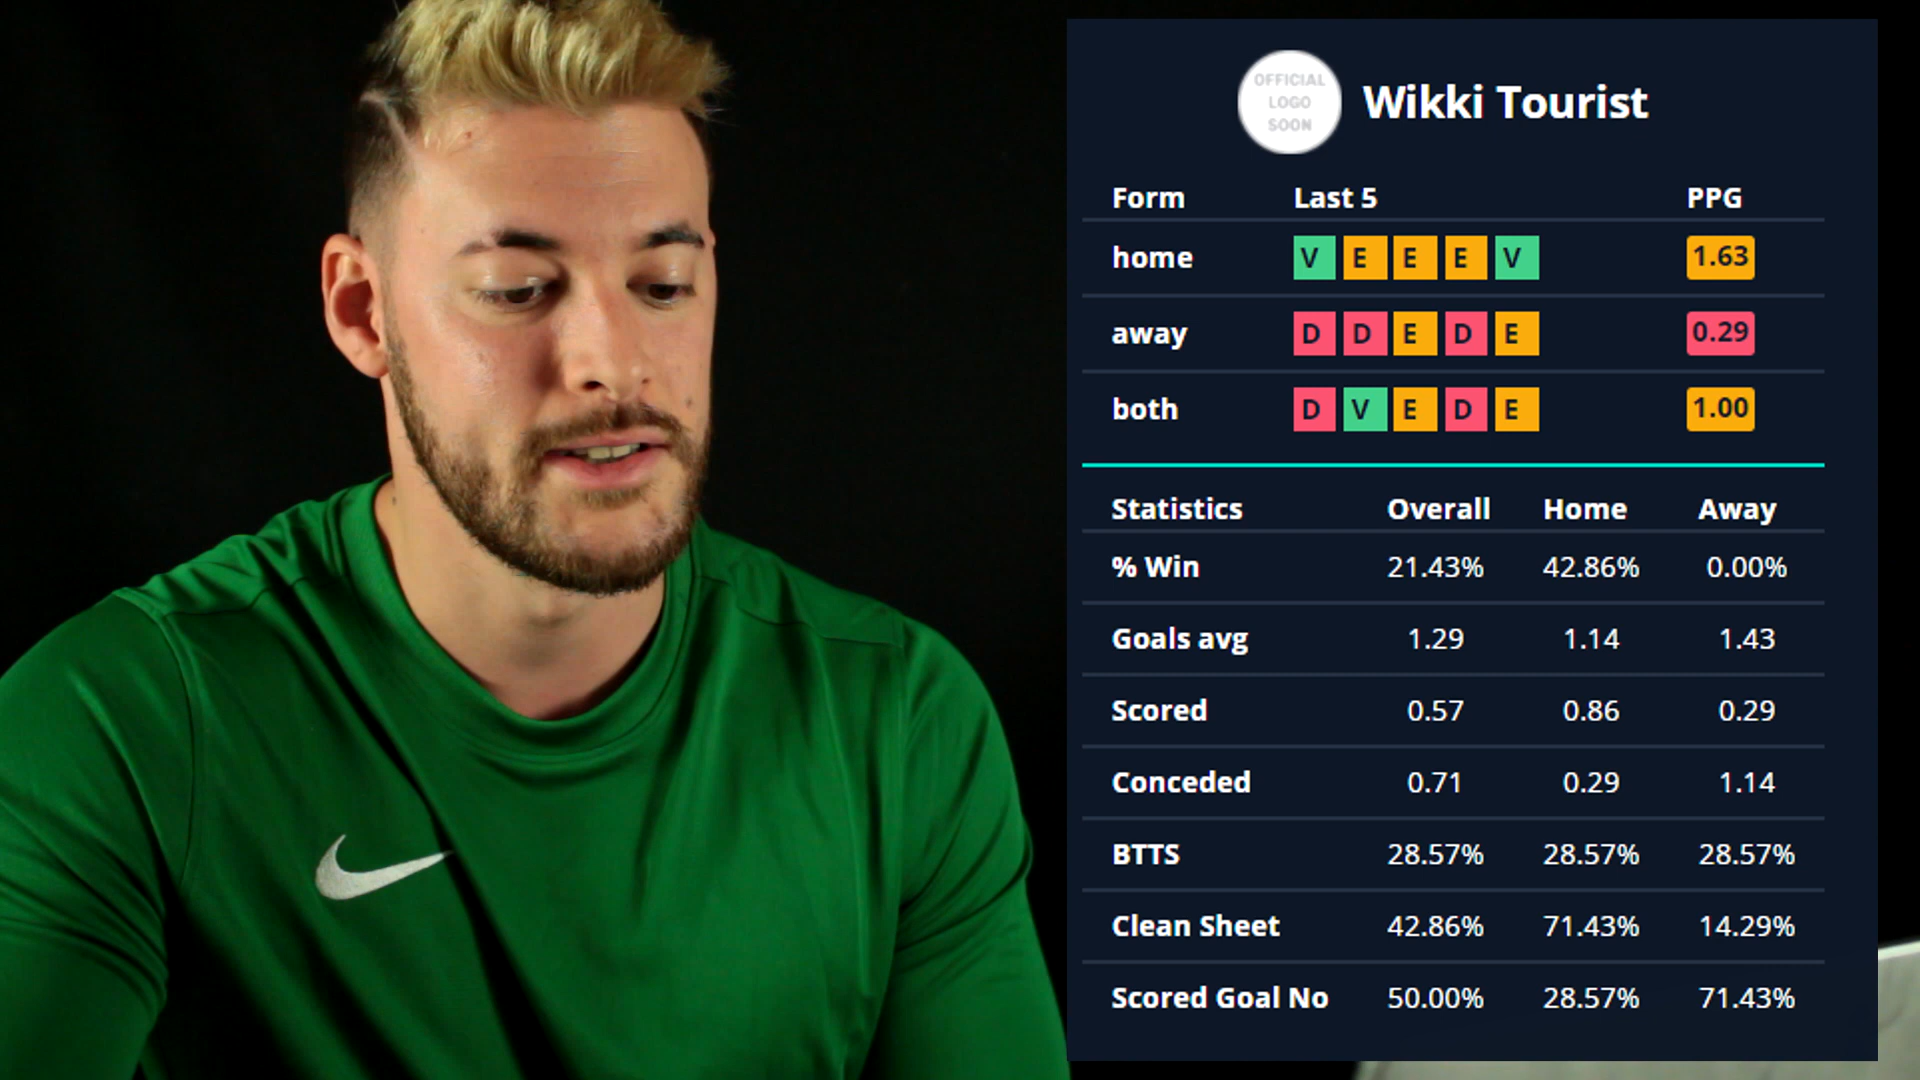 OFFICIAL
LOGO
SOON
Wikki Tourist
Form Last 5 PPG
home V E E E V 1.63
away D D E D E 0.29
both D V E D E 1.00
Statistics Overall Home Away
% Win 21.43% 42.86% 0.00%
Goals avg 1.29 1.14 1.43
Scored 0.57 0.86 0.29
Conceded 0.71 0.29 1.14
BTTS 28.57% 28.57% 28.57%
Clean Sheet 42.86% 71.43% 14.29%
Scored Goal No 50.00% 28.57% 71.43%